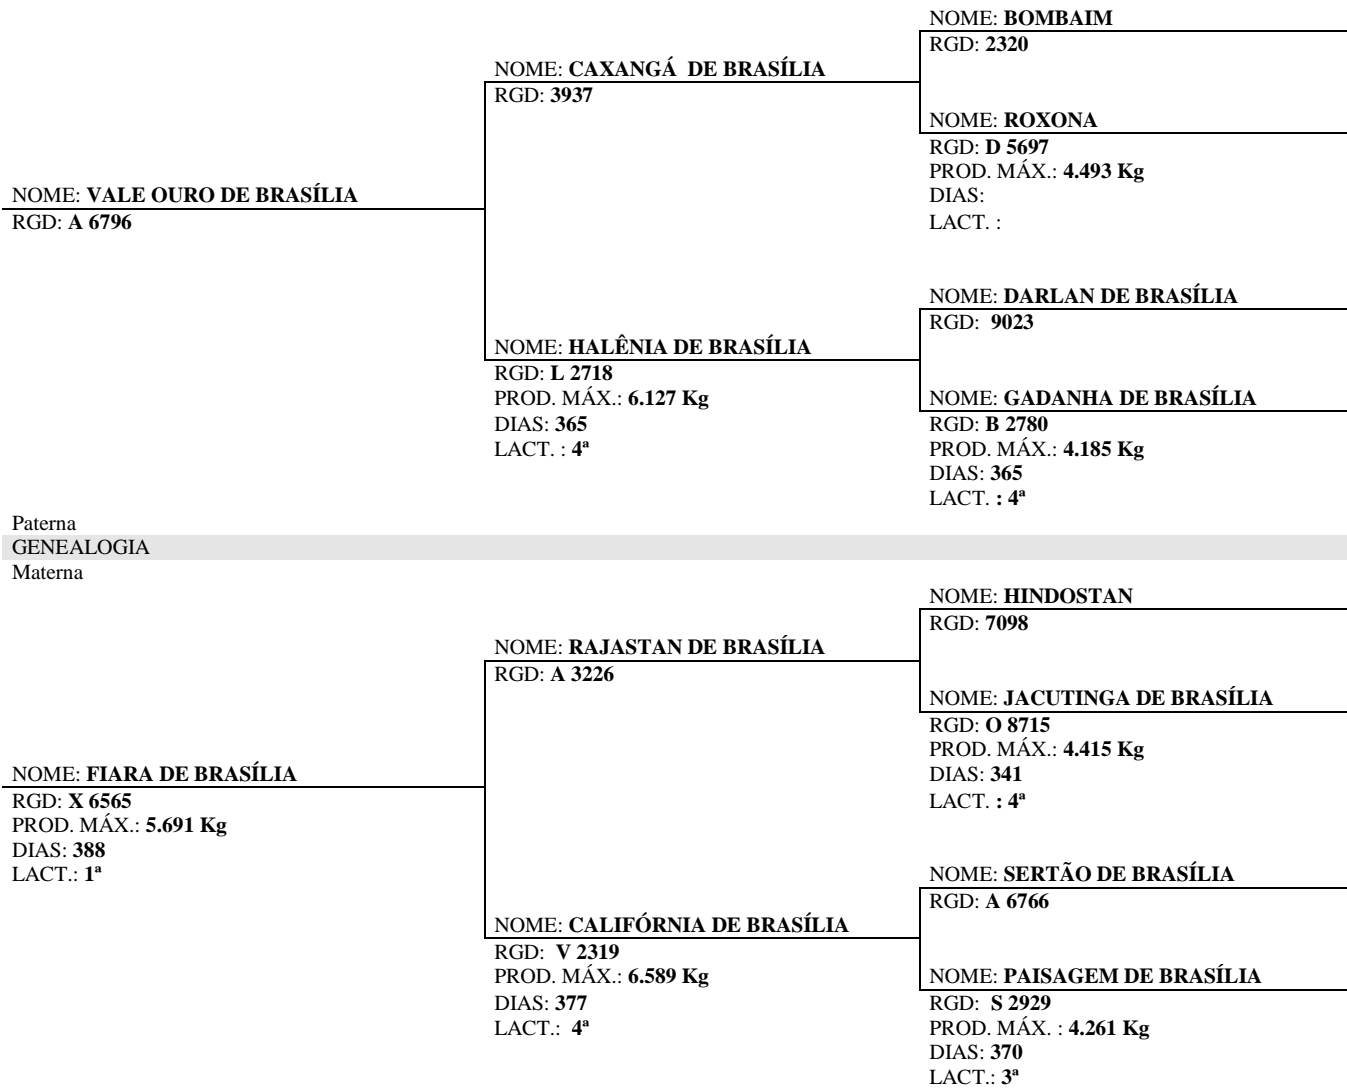 NOME: BOMBAIM
RGD: 2320
NOME: CAXANGÁ DE BRASÍLIA
RGD: 3937
NOME: ROXONA
RGD: D 5697
PROD. MÁX.: 4.493 Kg
DIAS:
LACT. :
NOME: VALE OURO DE BRASÍLIA
RGD: A 6796
NOME: DARLAN DE BRASÍLIA
RGD: 9023
NOME: HALÊNIA DE BRASÍLIA
RGD: L 2718
PROD. MÁX.: 6.127 Kg
DIAS: 365
LACT. : 4ª
NOME: GADANHA DE BRASÍLIA
RGD: B 2780
PROD. MÁX.: 4.185 Kg
DIAS: 365
LACT. : 4ª
Paterna
GENEALOGIA
Materna
NOME: HINDOSTAN
RGD: 7098
NOME: RAJASTAN DE BRASÍLIA
RGD: A 3226
NOME: JACUTINGA DE BRASÍLIA
RGD: O 8715
PROD. MÁX.: 4.415 Kg
DIAS: 341
LACT. : 4ª
NOME: FIARA DE BRASÍLIA
RGD: X 6565
PROD. MÁX.: 5.691 Kg
DIAS: 388
LACT.: 1ª
NOME: SERTÃO DE BRASÍLIA
RGD: A 6766
NOME: CALIFÓRNIA DE BRASÍLIA
RGD: V 2319
PROD. MÁX.: 6.589 Kg
DIAS: 377
LACT.: 4ª
NOME: PAISAGEM DE BRASÍLIA
RGD: S 2929
PROD. MÁX. : 4.261 Kg
DIAS: 370
LACT.: 3ª